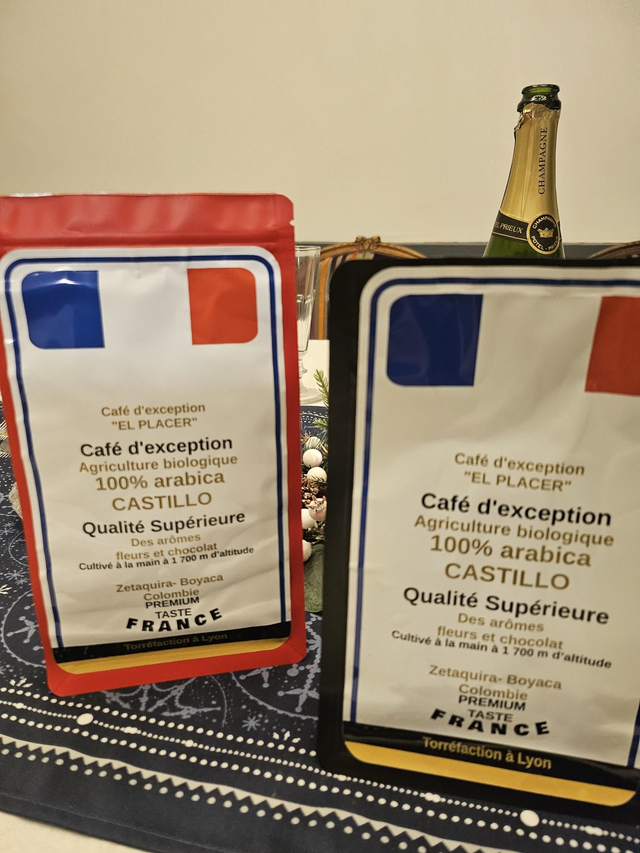 CHAMPAGNE
EL PRIEUX
Café d'exception
"EL PLACER"
Café d'exception
Agriculture biologique
100% arabica
CASTILLO
Qualité Supérieure
Des arômes
fleurs et chocolat
Cultivé à la main à 1 700 m d'altitude
Zetaquira- Boyaca
Colombie
PREMIUM
TASTE
FRANCE
Torréfaction à Lyon
Café d'exception
"EL PLACER"
Café d'exception
Agriculture biologique
100% arabica
CASTILLO
Qualité Supérieure
Des arômes
fleurs et chocolat
Cultivé à la main à 1 700 m d'altitude
Zetaquira- Boyaca
Colombie
PREMIUM
TASTE
FRANCE
Torréfaction à Lyon